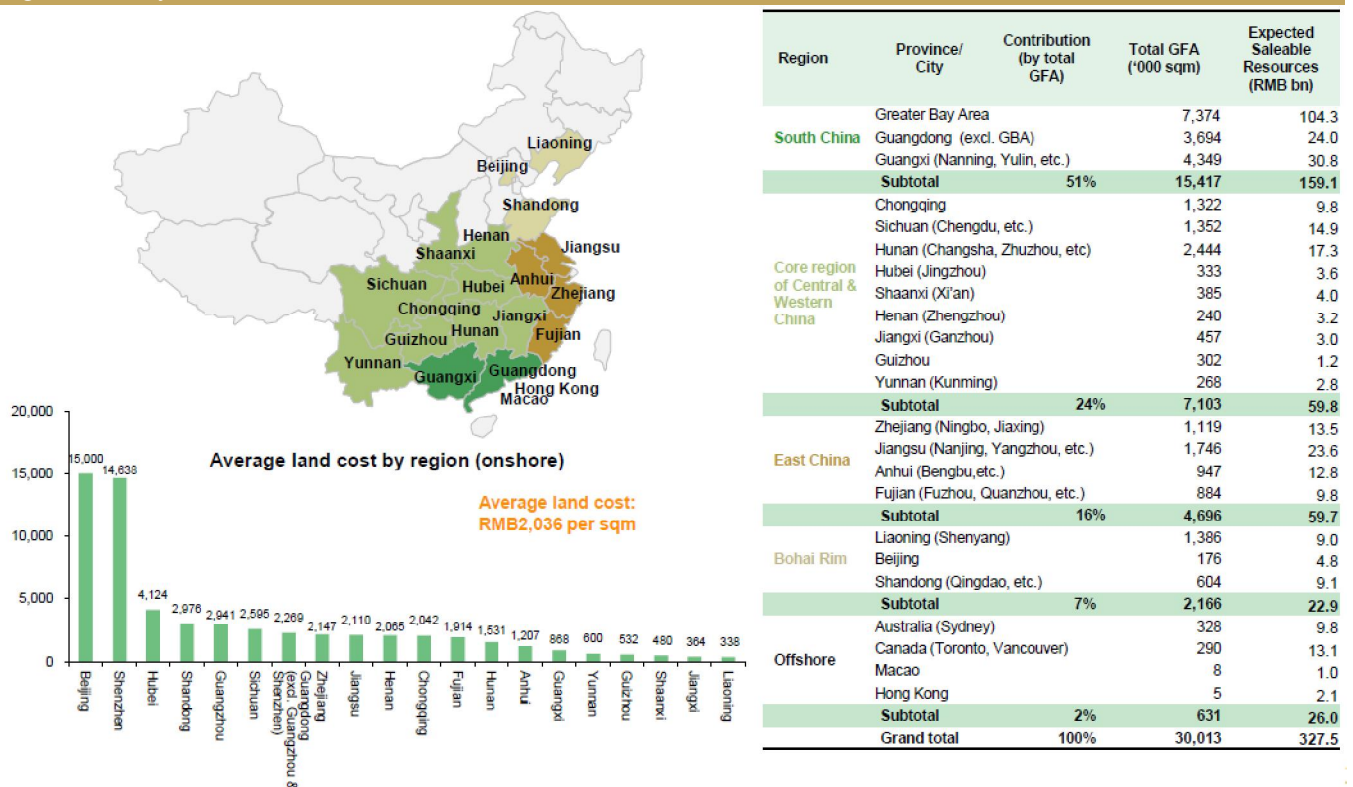 Liaoning
Beijing
Shandong
Henan
Jiangsu
Shaanxi
Sichuan
Hubei
Anhui
Zhejiang
Chongqing
Jiangxi
Guizhou
Hunan
Fujian
Yunnan
Guangxi
Guangdong
Hong Kong
Macao
Average land cost by region (onshore)
Average land cost:
RMB2,036 per sqm
20,000
15,000
10,000
5,000
0
15,000
14,638
4,124
2,976
2,941
2,595
2,269
2,147
2,110
2,065
2,042
1,914
1,531
1,207
868
600
532
480
364
338
Beijing
Shenzhen
Hubei
Shandong
Guangzhou
Sichuan
Guangdong
(excl. Guangzhou &
Shenzhen)
Zhejiang
Jiangsu
Henan
Chongqing
Fujian
Hunan
Anhui
Guangxi
Yunnan
Guizhou
Shaanxi
Jiangxi
Liaoning
Region Province/ City Contribution (by total GFA) Total GFA ('000 sqm) Expected Saleable Resources (RMB bn)
South China
Greater Bay Area 7,374 104.3
Guangdong (excl. GBA) 3,694 24.0
Guangxi (Nanning, Yulin, etc.) 4,349 30.8
Subtotal 51% 15,417 159.1
Core region
of Central &
Western
China
Chongqing 1,322 9.8
Sichuan (Chengdu, etc.) 1,352 14.9
Hunan (Changsha, Zhuzhou, etc) 2,444 17.3
Hubei (Jingzhou) 333 3.6
Shaanxi (Xi'an) 385 4.0
Henan (Zhengzhou) 240 3.2
Jiangxi (Ganzhou) 457 3.0
Guizhou 302 1.2
Yunnan (Kunming) 268 2.8
Subtotal 24% 7,103 59.8
East China
Zhejiang (Ningbo, Jiaxing) 1,119 13.5
Jiangsu (Nanjing, Yangzhou, etc.) 1,746 23.6
Anhui (Bengbu,etc.) 947 12.8
Fujian (Fuzhou, Quanzhou, etc.) 884 9.8
Subtotal 16% 4,696 59.7
Bohai Rim
Liaoning (Shenyang) 1,386 9.0
Beijing 176 4.8
Shandong (Qingdao, etc.) 604 9.1
Subtotal 7% 2,166 22.9
Offshore
Australia (Sydney) 328 9.8
Canada (Toronto, Vancouver) 290 13.1
Macao 8 1.0
Hong Kong 5 2.1
Subtotal 2% 631 26.0
Grand total 100% 30,013 327.5